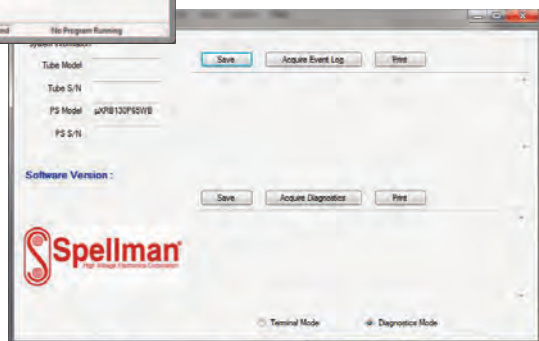 No Program Running
System Information
Tube Model
Tube S/N
PS Model µXRB130P65WB
PS S/N
Save Acquire Event Log Print
Software Version :
Save Acquire Diagnostics Print
Spellman
High Voltage Electronics Corporation
Terminal Mode Diagnostics Mode